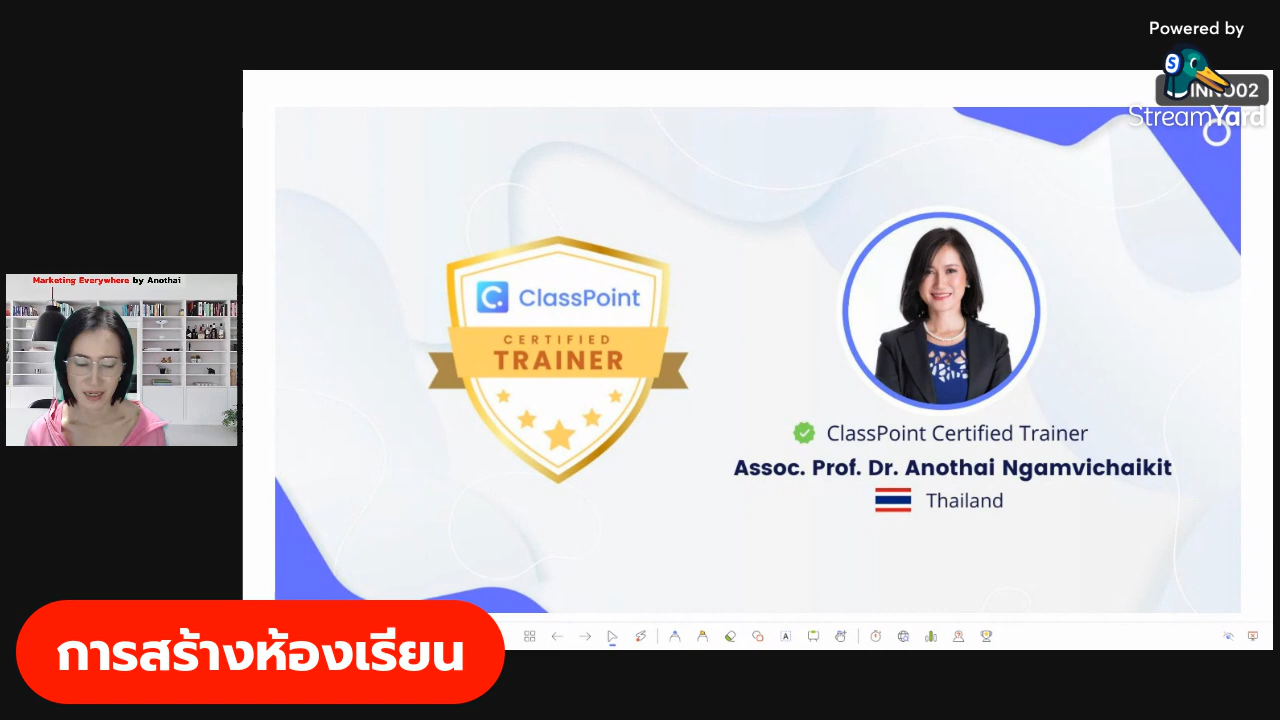 Powered by
INNO02
StreamYard
Marketing Everywhere by Anothai
ClassPoint
CERTIFIED
TRAINER
ClassPoint Certified Trainer
Assoc. Prof. Dr. Anothai Ngamvichaikit
Thailand
การสร้างห้องเรียน